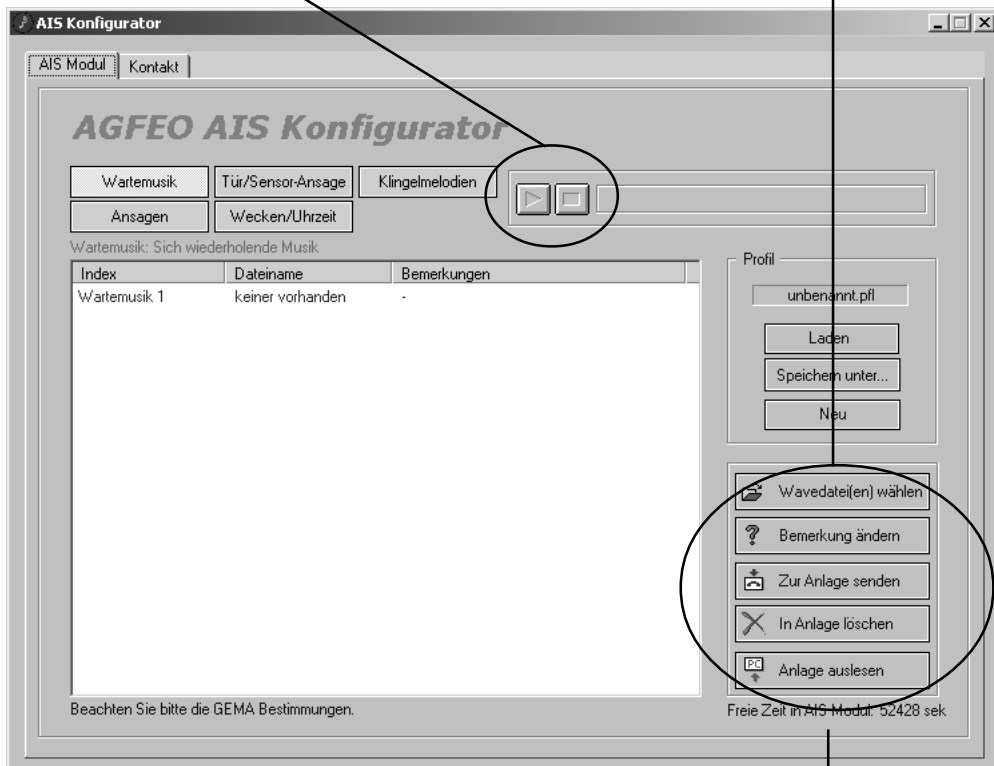 AIS Konfigurator
AIS Modul Kontakt
AGFEO AIS Konfigurator
Wartemusik Tür/Sensor-Ansage Klingelmelodien
Ansagen Wecken/Uhrzeit
Wartemusik: Sich wiederholende Musik
Index Dateiname Bemerkungen
Wartemusik 1 keiner vorhanden -
Profil
unbenannt.pfl
Laden
Speichern unter...
Neu
Wavedatei(en) wählen
Bemerkung ändern
Zur Anlage senden
In Anlage löschen
PC Anlage auslesen
Beachten Sie bitte die GEMA Bestimmungen.
Freie Zeit in AIS Modul: 52428 sek